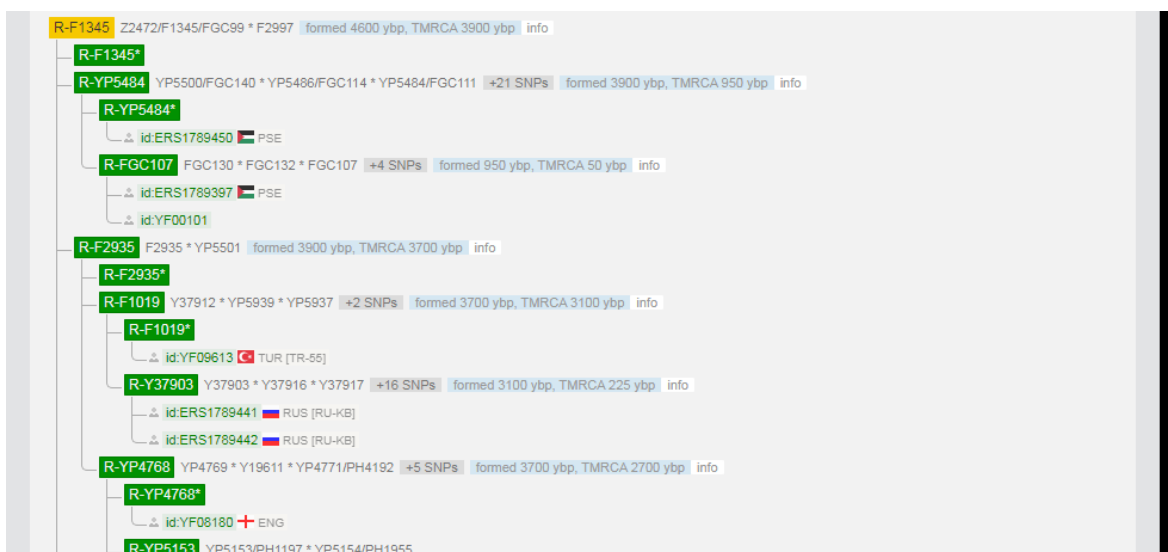 R-F1345 Z2472/F1345/FGC99 * F2997 formed 4600 ybp, TMRCA 3900 ybp info
R-F1345*
R-YP5484 YP5500/FGC140 * YP5486/FGC114 * YP5484/FGC111 +21 SNPs formed 3900 ybp, TMRCA 950 ybp info
R-YP5484*
id:ERS1789450 PSE
R-FGC107 FGC130 * FGC132 * FGC107 +4 SNPs formed 950 ybp, TMRCA 50 ybp info
id:ERS1789397 PSE
id:YF00101
R-F2935 F2935 * YP5501 formed 3900 ybp, TMRCA 3700 ybp info
R-F2935*
R-F1019 Y37912 * YP5939 * YP5937 +2 SNPs formed 3700 ybp, TMRCA 3100 ybp info
R-F1019*
id:YF09613 TUR [TR-55]
R-Y37903 Y37903 * Y37916 * Y37917 +16 SNPs formed 3100 ybp, TMRCA 225 ybp info
id:ERS1789441 RUS [RU-KB]
id:ERS1789442 RUS [RU-KB]
R-YP4768 YP4769 * Y19611 * YP4771/PH4192 +5 SNPs formed 3700 ybp, TMRCA 2700 ybp info
R-YP4768*
id:YF08180 ENG
R-YP5153 YP5153/PH1197 * YP5154/PH1955